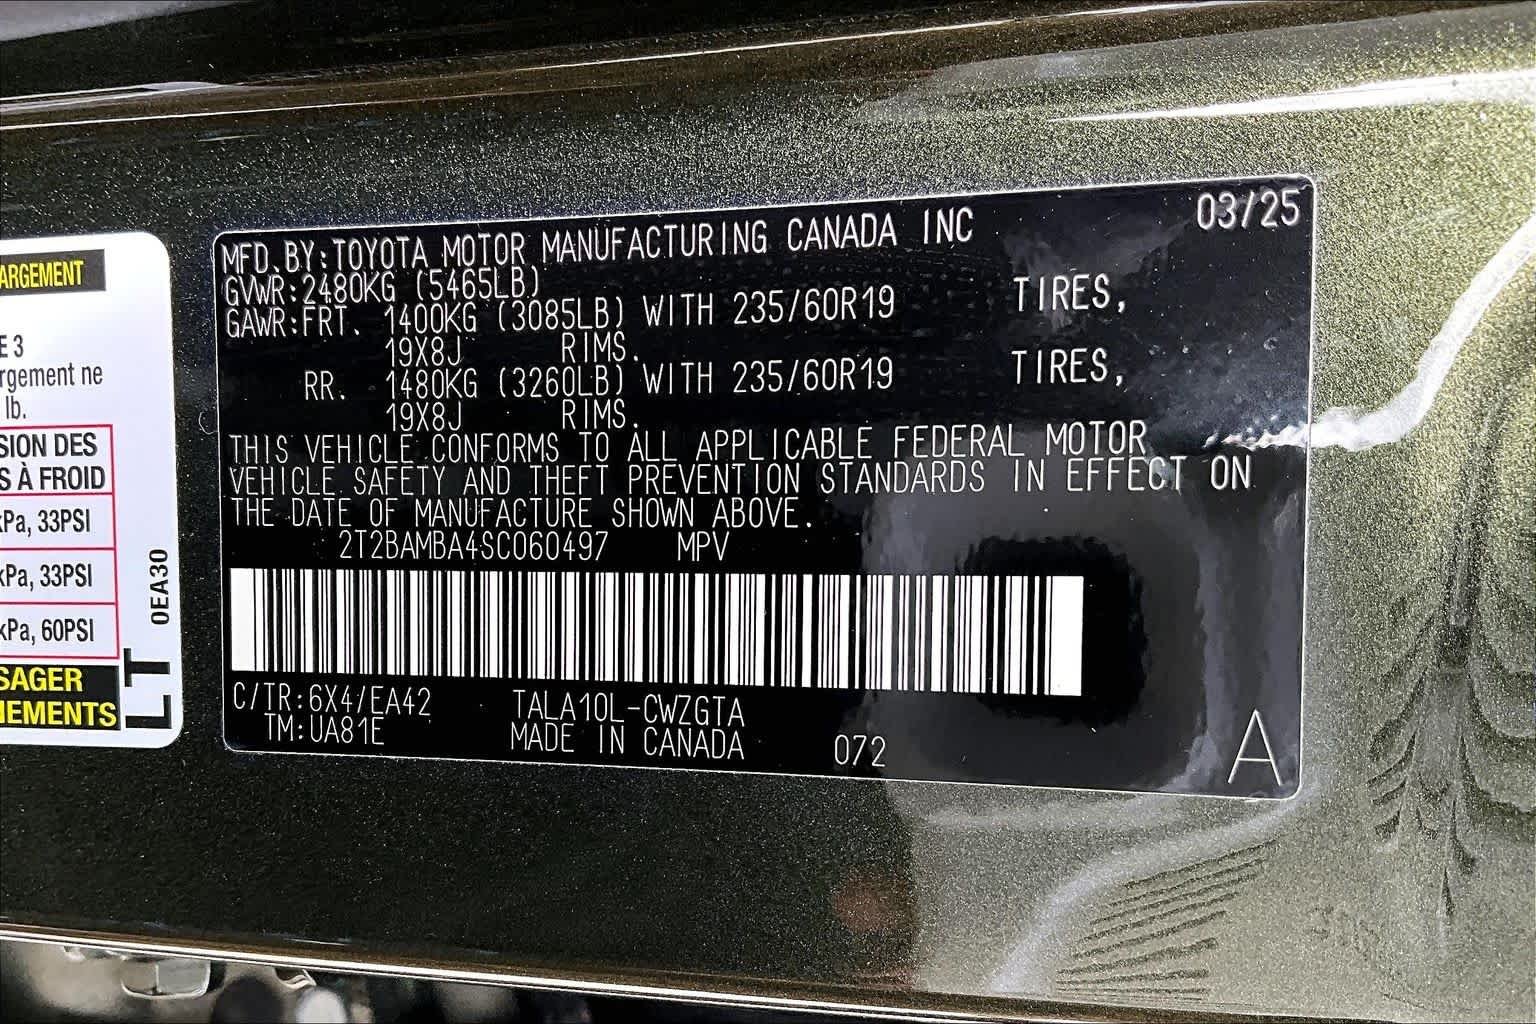 ARGEMENT
E 3
rgement ne
lb.
SION DES
S À FROID
kPa, 33PSI
kPa, 33PSI
kPa, 60PSI
SAGER
NEMENTS
0EA30
LT
03/25
MFD.BY:TOYOTA MOTOR MANUFACTURING CANADA INC
GVWR:2480KG (5465LB)
GAWR:FRT. 1400KG (3085LB) WITH 235/60R19 TIRES,
19X8J RIMS.
RR. 1480KG (3260LB) WITH 235/60R19 TIRES,
19X8J RIMS.
THIS VEHICLE CONFORMS TO ALL APPLICABLE FEDERAL MOTOR
VEHICLE SAFETY AND THEFT PREVENTION STANDARDS IN EFFECT ON
THE DATE OF MANUFACTURE SHOWN ABOVE.
2T2BAMBA4SC060497 MPV
C/TR:6X4/EA42 TALA10L-CWZGTA
TM:UA81E MADE IN CANADA 072
A